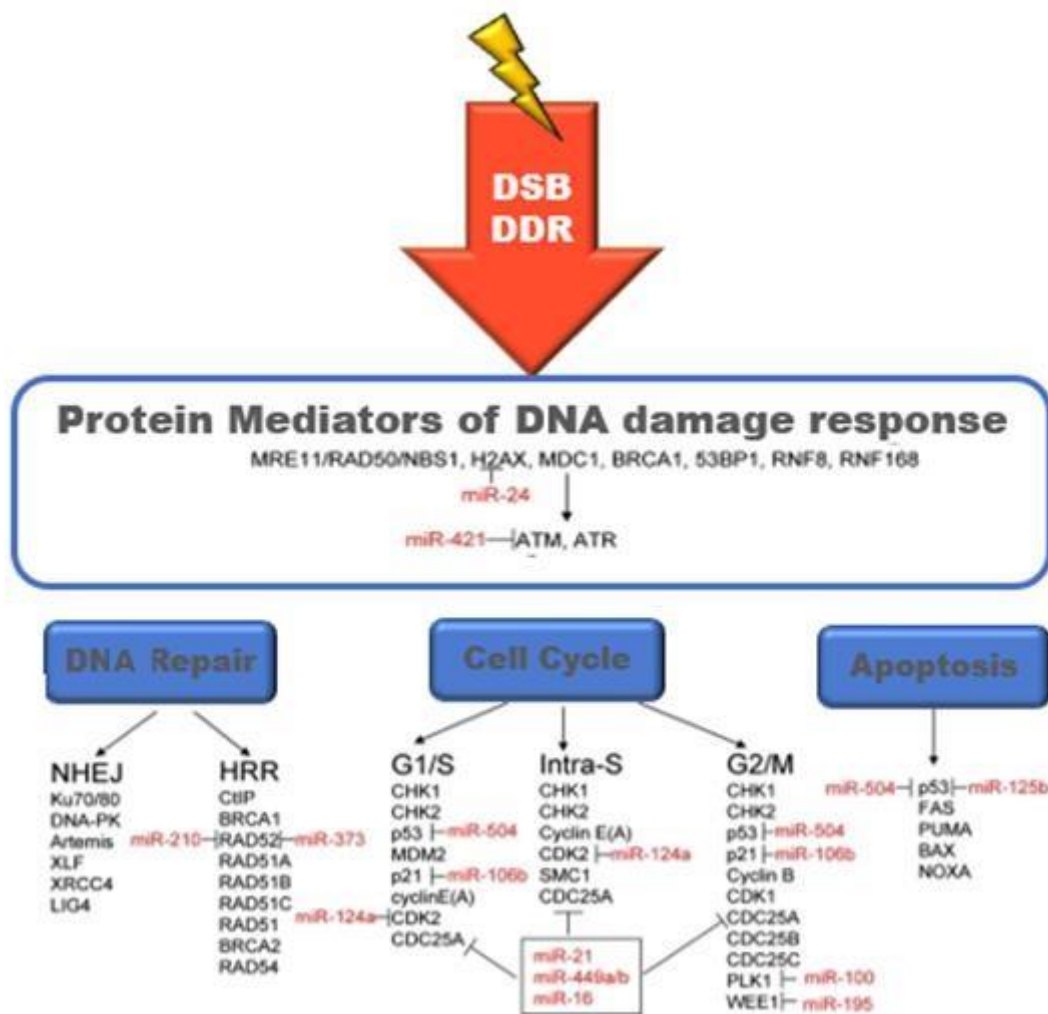 DSB
DDR
Protein Mediators of DNA damage response
MRE11/RAD50/NBS1, H2AX, MDC1, BRCA1, 53BP1, RNF8, RNF168
miR-24
miR-421 ATM, ATR
DNA Repair
Cell Cycle
Apoptosis
NHEJ
Ku70/80
DNA-PK
Artemis
XLF
XRCC4
LIG4
HRR
CtIP
BRCA1
miR-210 RAD52 miR-373
RAD51A
RAD51B
RAD51C
RAD51
BRCA2
RAD54
G1/S
CHK1
CHK2
p53 miR-504
MDM2
p21 miR-106b
cyclinE(A)
miR-124a CDK2
CDC25A
Intra-S
CHK1
CHK2
Cyclin E(A)
CDK2 miR-124a
SMC1
CDC25A
miR-21
miR-449a/b
miR-16
G2/M
CHK1
CHK2
p53 miR-504
p21 miR-106b
Cyclin B
CDK1
CDC25A
CDC25B
CDC25C
PLK1 miR-100
WEE1 miR-195
miR-504 p53 miR-125b
FAS
PUMA
BAX
NOXA